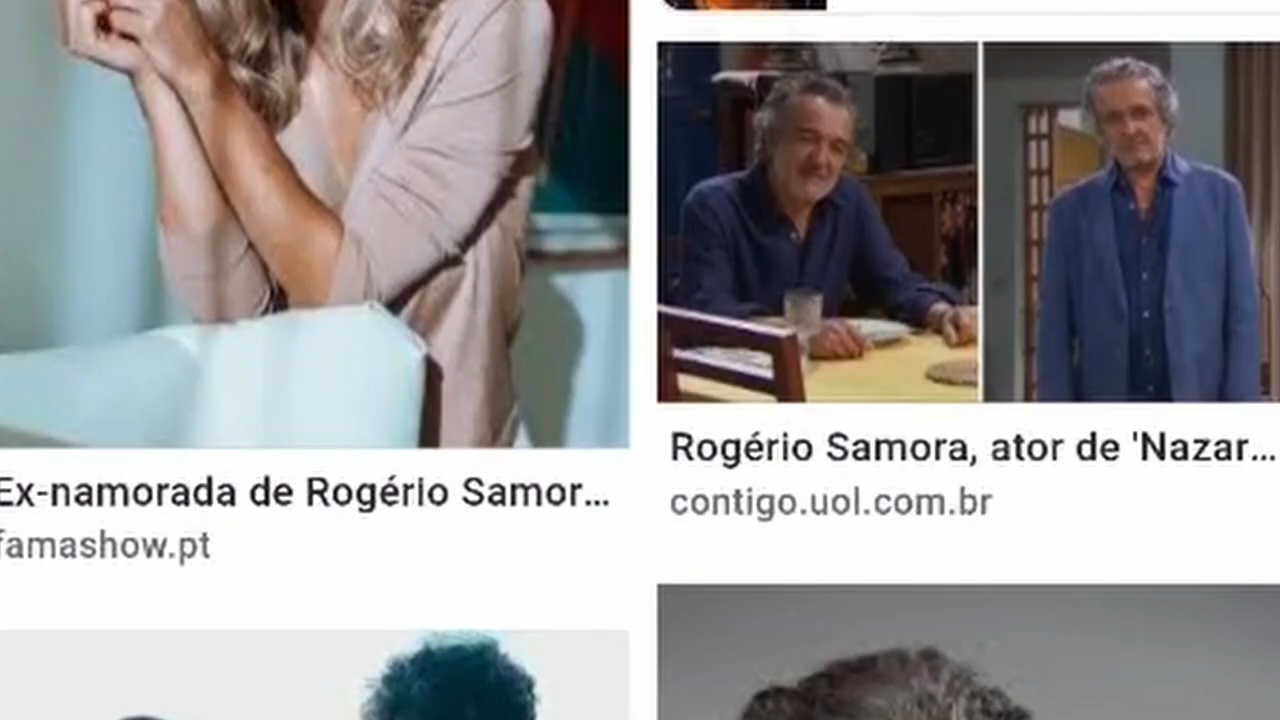 Ex-namorada de Rogério Samor...
famashow.pt
Rogério Samora, ator de 'Nazar...
contigo.uol.com.br